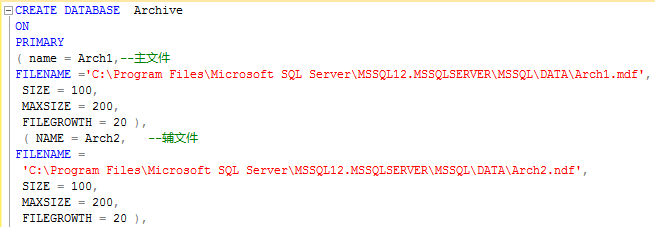 CREATE DATABASE  Archive
ON
PRIMARY
( name = Arch1,--主文件
FILENAME ='C:\Program Files\Microsoft SQL Server\MSSQL12.MSSQLSERVER\MSSQL\DATA\Arch1.mdf',
SIZE = 100,
MAXSIZE = 200,
FILEGROWTH = 20 ),
( NAME = Arch2,   --辅文件
FILENAME =
'C:\Program Files\Microsoft SQL Server\MSSQL12.MSSQLSERVER\MSSQL\DATA\Arch2.ndf',
SIZE = 100,
MAXSIZE = 200,
FILEGROWTH = 20 ),